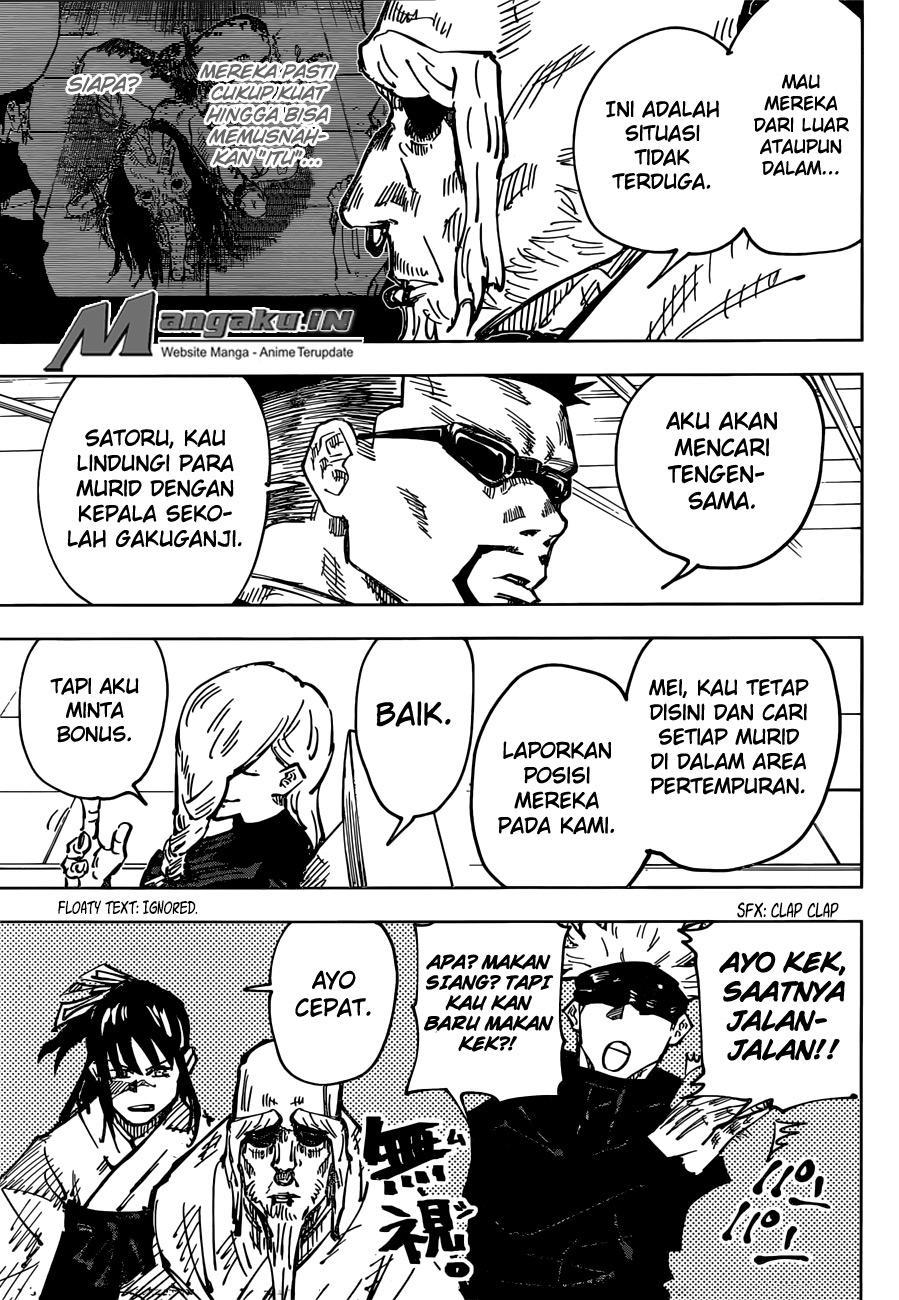 MAU
MEREKA
DARI LUAR
ATAUPUN
DALAM...
INI ADALAH
SITUASI
TIDAK
TERDUGA.
MEREKA PASTI
CUKUP KUAT
HINGGA BISA
MEMUSNAH-
KAN "ITU"...
SIAPA?
Mangaku.iN
Website Manga - Anime Terupdate
AKU AKAN
MENCARI
TENGEN-
SAMA.
SATORU, KAU
LINDUNGI PARA
MURID DENGAN
KEPALA SEKO-
LAH GAKUGANJI.
MEI, KAU TETAP
DISINI DAN CARI
SETIAP MURID
DI DALAM AREA
PERTEMPURAN.
LAPORKAN
POSISI
MEREKA
PADA KAMI.
BAIK.
TAPI AKU
MINTA
BONUS.
FLOATY TEXT: IGNORED.
SFX: CLAP CLAP
AYO KEK,
SAATNYA
JALAN-
JALAN!!
APA? MAKAN
SIANG? TAPI
KAU KAN
BARU MAKAN
KEK?!
AYO
CEPAT.
パンパン
無視。
ムシ